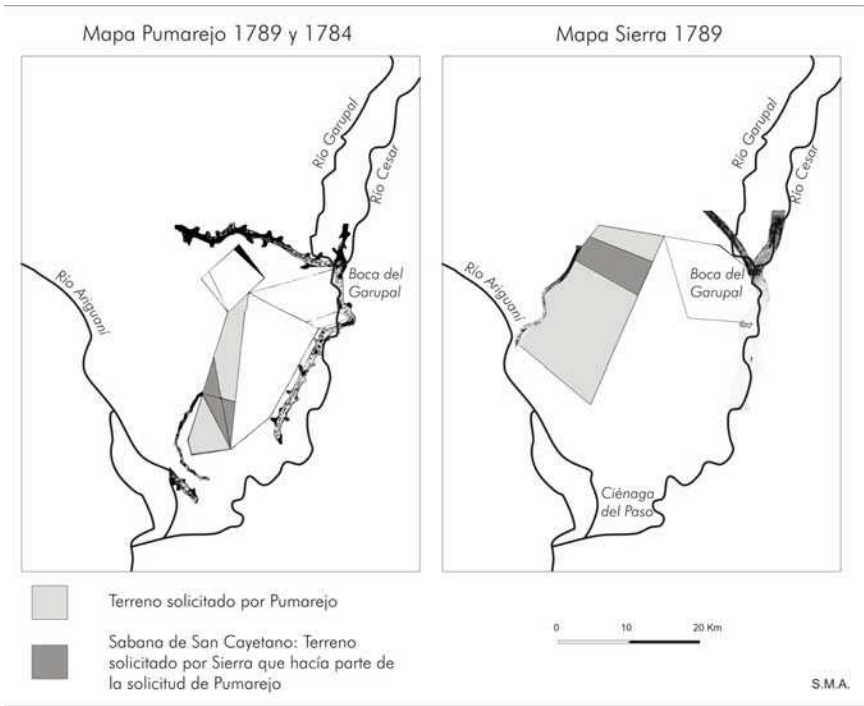 Mapa Pumarejo 1789 y 1784
Mapa Sierra 1789
Río Garupal
Río Cesar
Boca del
Garupal
Río Ariguaní
Río Garupal
Río Cesar
Boca del
Garupal
Río Ariguaní
Ciénaga
del Paso
Terreno solicitado por Pumarejo
Sabana de San Cayetano: Terreno
solicitado por Sierra que hacía parte de
la solicitud de Pumarejo
0 10 20 Km
S.M.A.